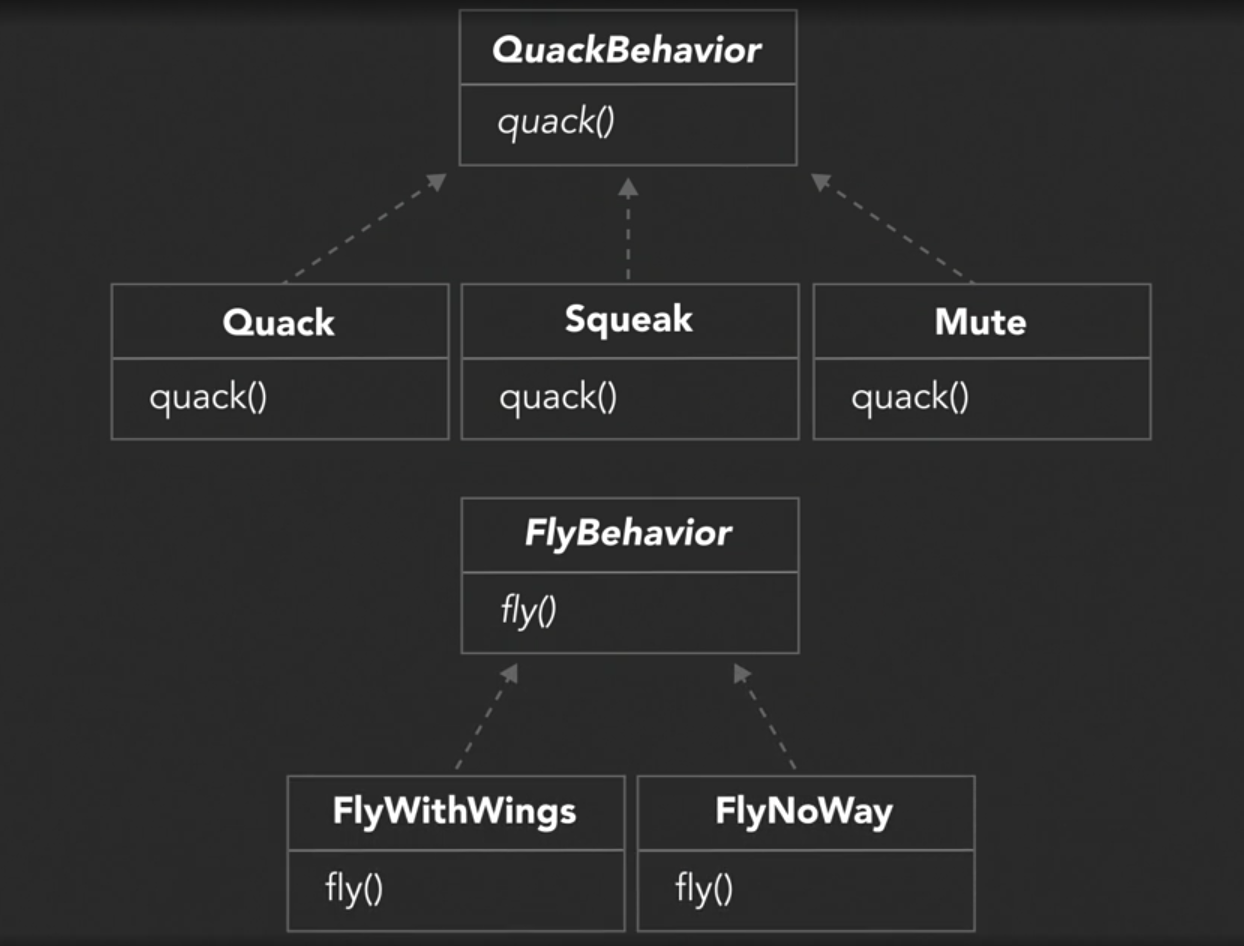 QuackBehavior
quack()
Quack
quack()
Squeak
quack()
Mute
quack()
FlyBehavior
fly()
FlyWithWings
fly()
FlyNoWay
fly()